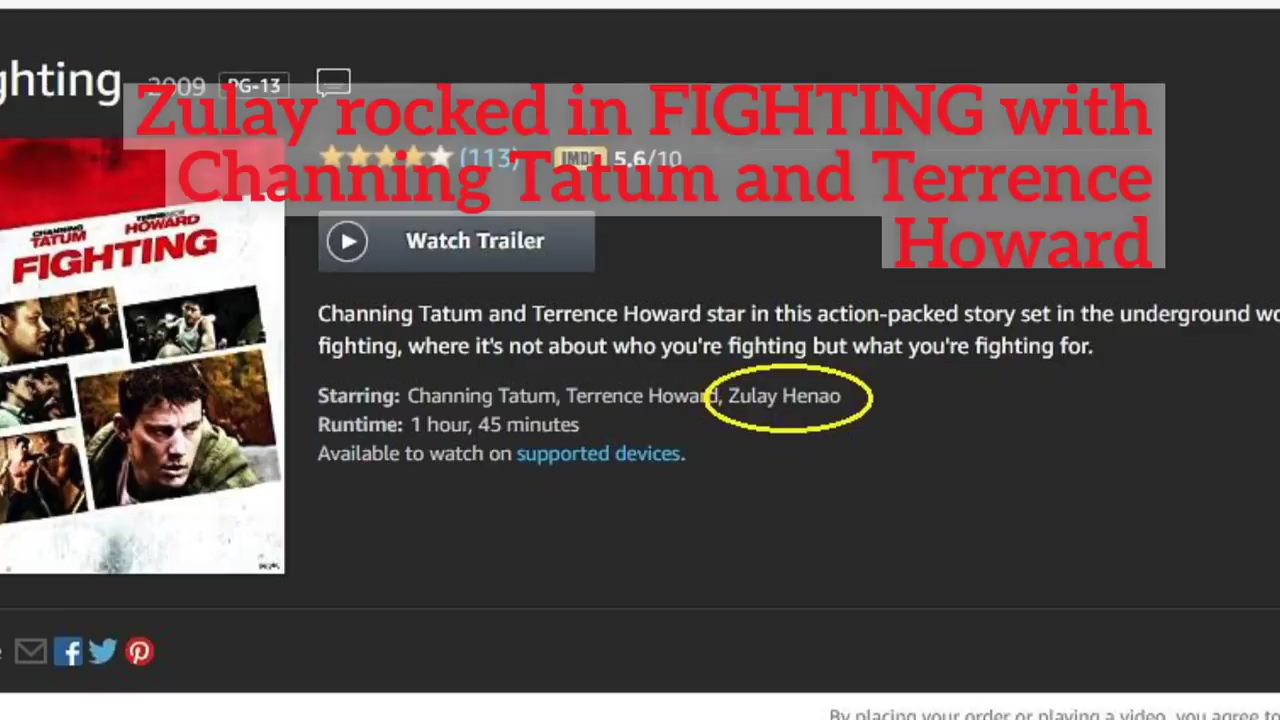 ghting 2009 PG-13
Zulay rocked in FIGHTING with
Channing Tatum and Terrence
Howard
(113) IMDb 5.6/10
Watch Trailer
CHANNING TATUM TERRENCE HOWARD
FIGHTING
Channing Tatum and Terrence Howard star in this action-packed story set in the underground wo
fighting, where it's not about who you're fighting but what you're fighting for.
Starring: Channing Tatum, Terrence Howard, Zulay Henao
Runtime: 1 hour, 45 minutes
Available to watch on supported devices.
By placing your order or playing a video, you agree to